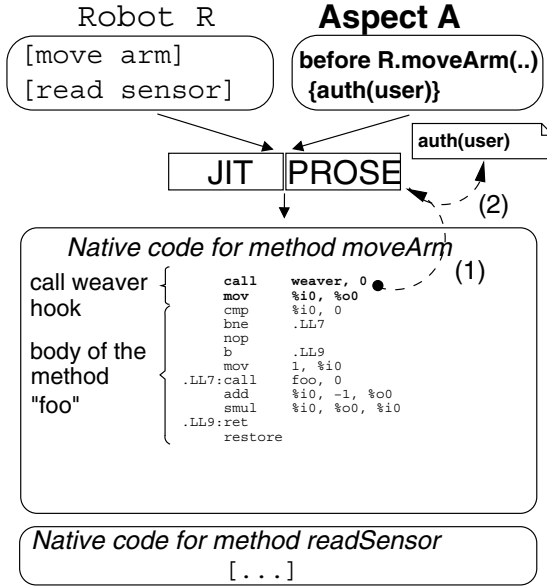 Robot R
Aspect A
[move arm]
[read sensor]
before R.moveArm(..)
{auth(user)}
auth(user)
JIT
PROSE
(2)
Native code for method moveArm
(1)
call weaver
hook
body of the
method
"foo"
call weaver, 0
mov %i0, %o0
cmp %i0, 0
bne .LL7
nop
b .LL9
mov 1, %i0
.LL7:call foo, 0
add %i0, -1, %o0
smul %i0, %o0, %i0
.LL9:ret
restore
Native code for method readSensor
[...]